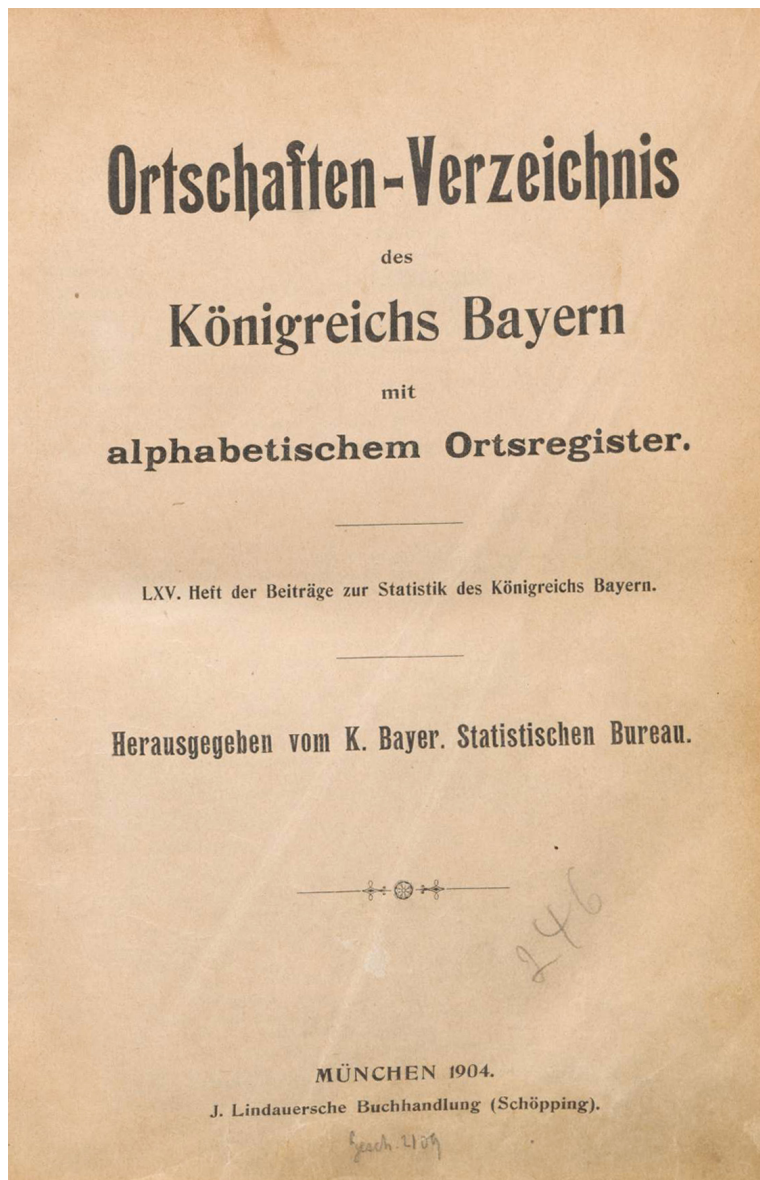 Ortschaften-Verzeichnis
des
Königreichs Bayern
mit
alphabetischem Ortsregister.
LXV. Heft der Beiträge zur Statistik des Königreichs Bayern.
Herausgegeben vom K. Bayer. Statistischen Bureau.
246
MÜNCHEN 1904.
J. Lindauersche Buchhandlung (Schöpping).